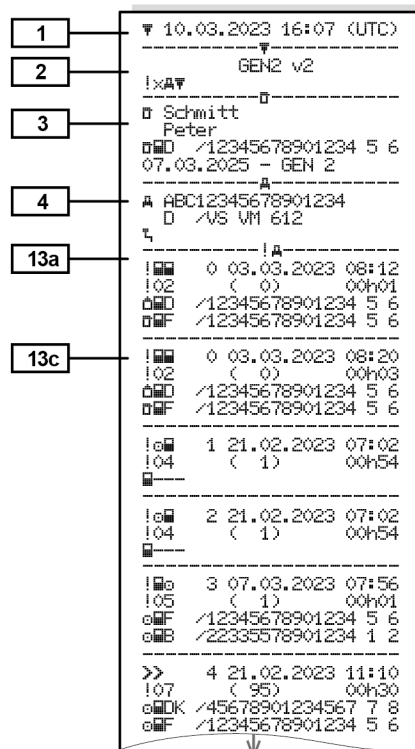 1
▼ 10.03.2023 16:07 (UTC)
2
GEN2 v2
!x▼
3
Schmitt
Peter
D /12345678901234 5 6
07.03.2025 - GEN 2
4
ABC12345678901234
D /VS VM 612
13a
!
! 0 03.03.2023 08:12
!02 ( 0) 00h01
D /12345678901234 5 6
F /12345678901234 5 6
13c
! 0 03.03.2023 08:20
!02 ( 0) 00h03
D /12345678901234 5 6
F /12345678901234 5 6
! 1 21.02.2023 07:02
!04 ( 1) 00h54
---
! 2 21.02.2023 07:02
!04 ( 1) 00h54
---
! 3 07.03.2023 07:56
!05 ( 1) 00h01
F /12345678901234 5 6
B /22335578901234 1 2
>> 4 21.02.2023 11:10
!07 ( 95) 00h30
DK /45678901234567 7 8
F /12345678901234 5 6